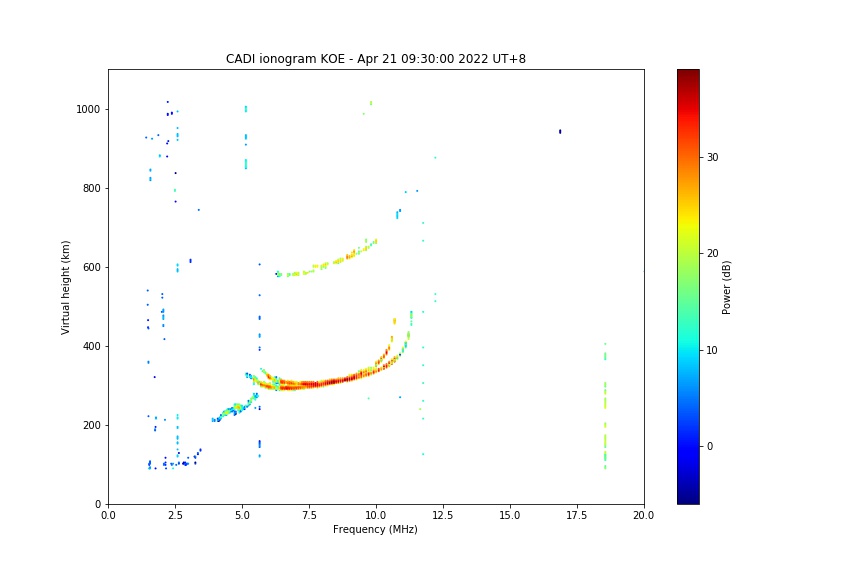 CADI ionogram KOE - Apr 21 09:30:00 2022 UT+8
Virtual height (km)
1000
800
600
400
200
0
0.0 2.5 5.0 7.5 10.0 12.5 15.0 17.5 20.0
Frequency (MHz)
30
20
10
0
Power (dB)